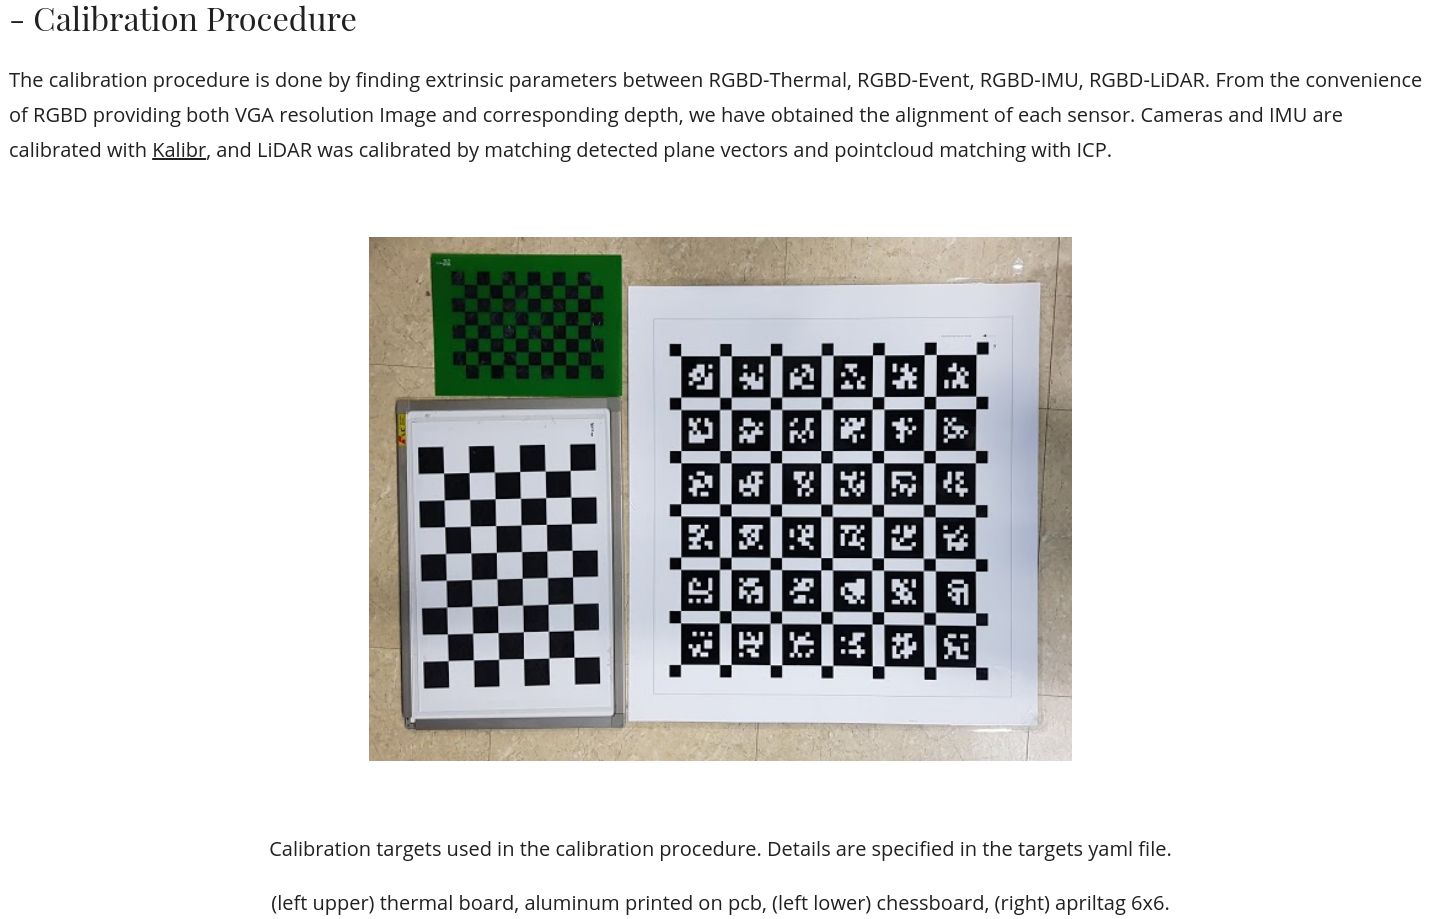 - Calibration Procedure
The calibration procedure is done by finding extrinsic parameters between RGBD-Thermal, RGBD-Event, RGBD-IMU, RGBD-LiDAR. From the convenience
of RGBD providing both VGA resolution Image and corresponding depth, we have obtained the alignment of each sensor. Cameras and IMU are
calibrated with Kalibr, and LiDAR was calibrated by matching detected plane vectors and pointcloud matching with ICP.
Calibration targets used in the calibration procedure. Details are specified in the targets yaml file.
(left upper) thermal board, aluminum printed on pcb, (left lower) chessboard, (right) apriltag 6x6.